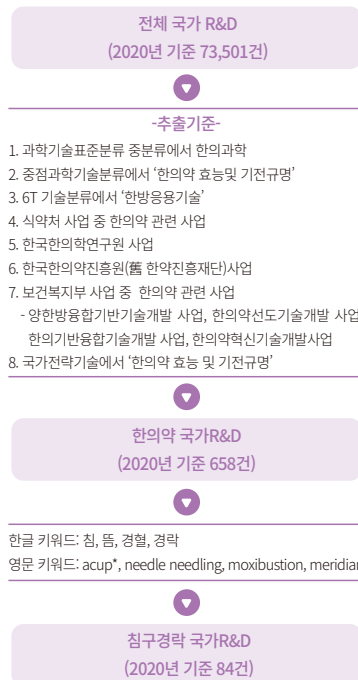 전체 국가 R&D
(2020년 기준 73,501건)
-추출기준-
1. 과학기술표준분류 중분류에서 한의과학
2. 중점과학기술분류에서 ‘한의약 효능및 기전규명’
3. 6T 기술분류에서 ‘한방응용기술’
4. 식약처 사업 중 한의약 관련 사업
5. 한국한의학연구원 사업
6. 한국한의약진흥원(舊 한약진흥재단)사업
7. 보건복지부 사업 중 한의약 관련 사업
- 양한방융합기반기술개발 사업, 한의약선도기술개발 사업
한의기반융합기술개발 사업, 한의약혁신기술개발사업
8. 국가전략기술에서 ‘한의약 효능 및 기전규명’
한의약 국가R&D
(2020년 기준 658건)
한글 키워드: 침, 뜸, 경혈, 경락
영문 키워드: acup*, needle needling, moxibustion, meridian
침구경락 국가R&D
(2020년 기준 84건)